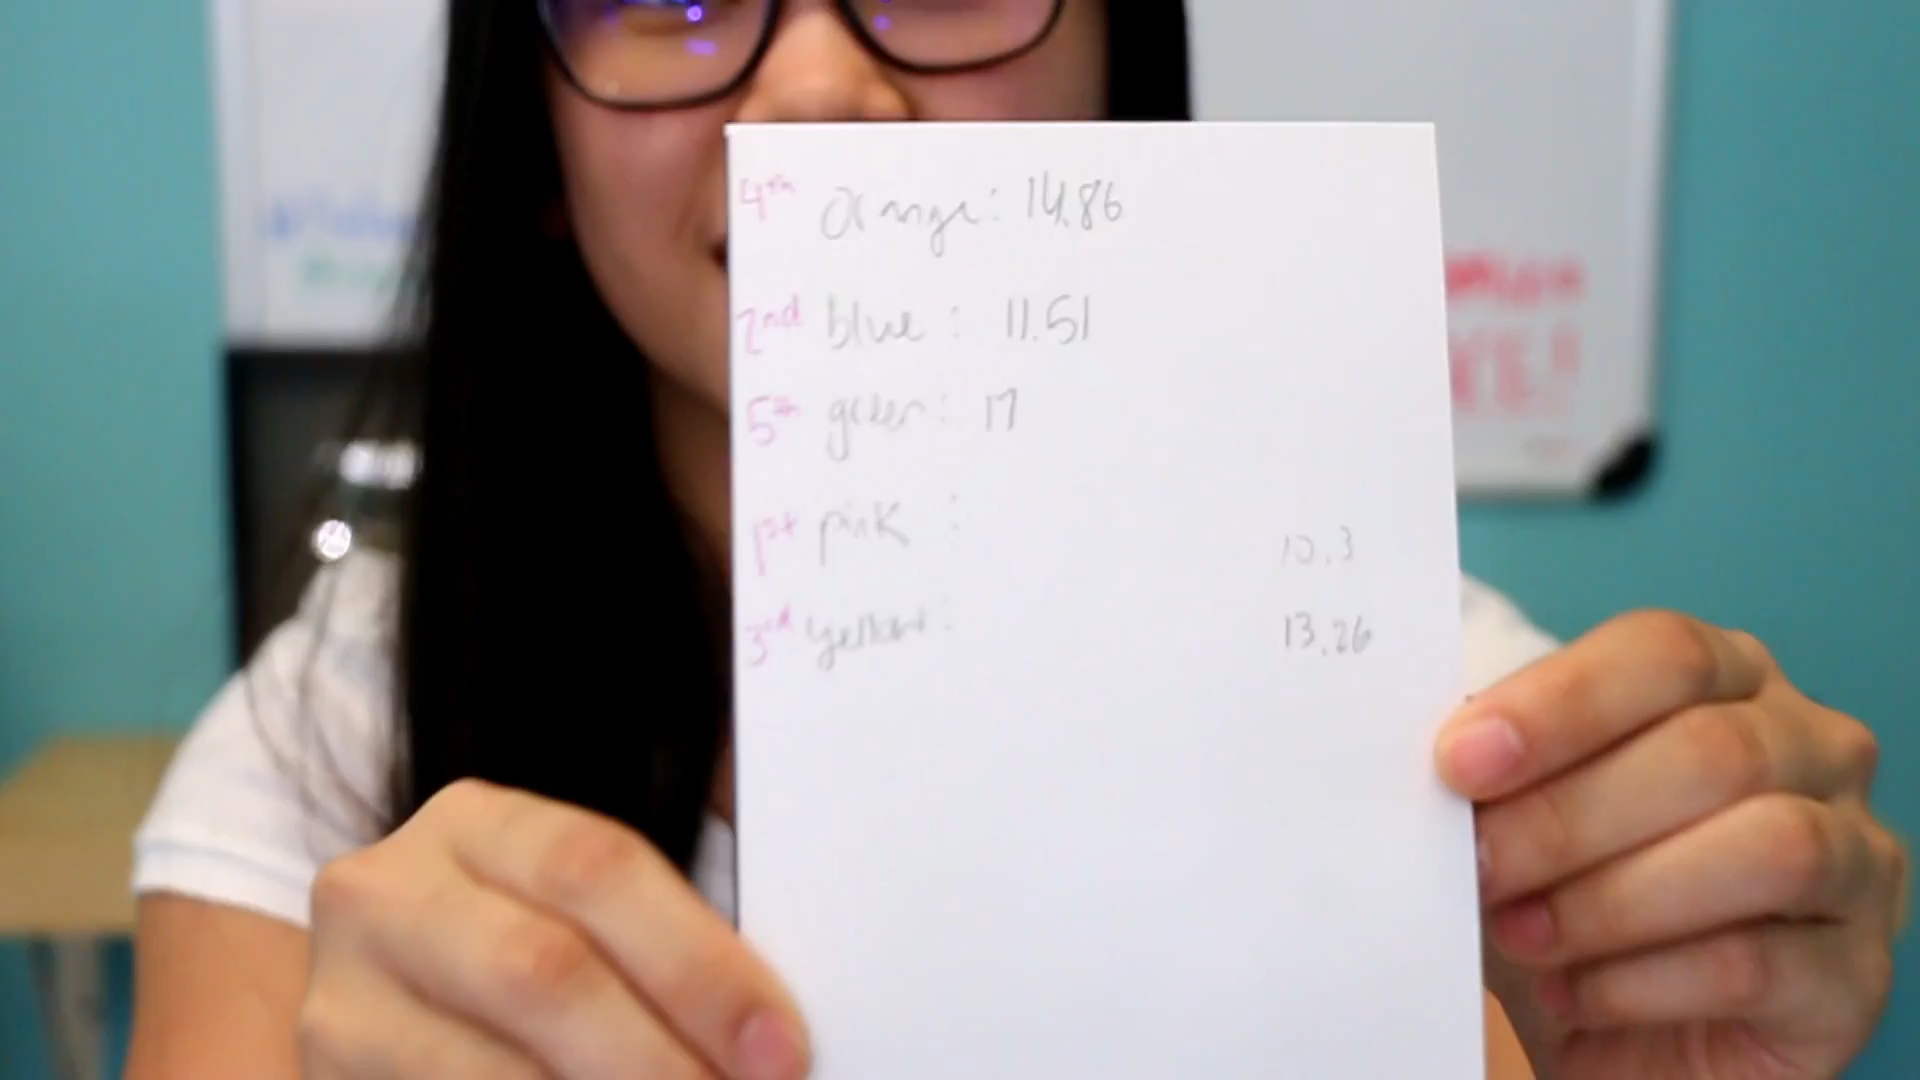 4th orange: 14.86
2nd blue: 11.51
5th green: 17
1st pink: 10.3
3rd yellow: 13.26